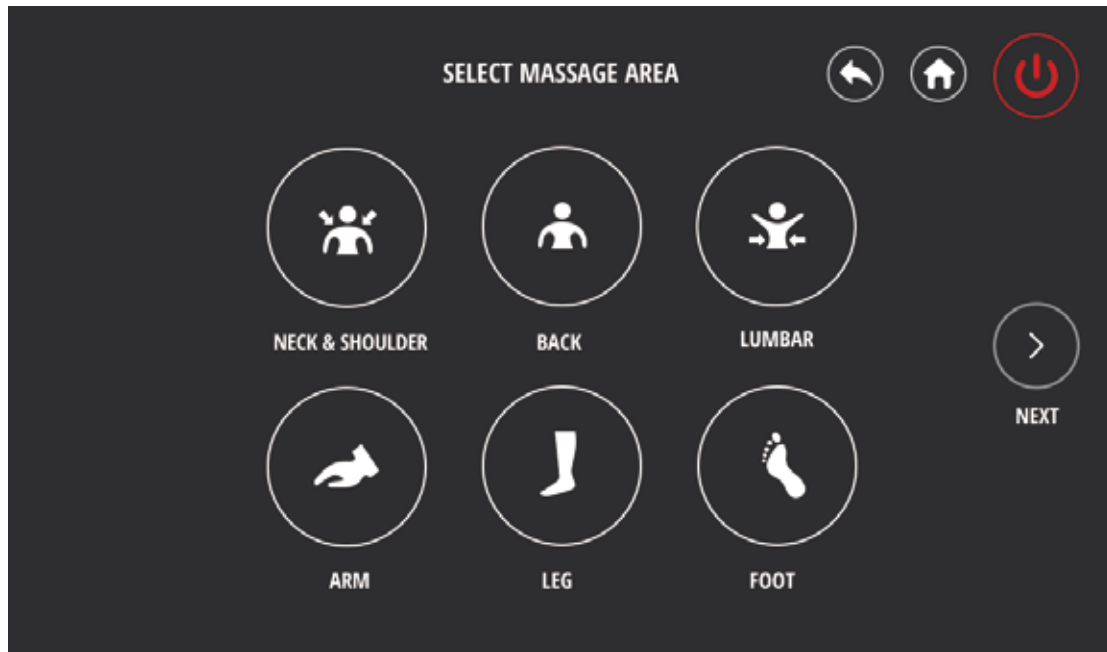 SELECT MASSAGE AREA
NECK & SHOULDER
BACK
LUMBAR
NEXT
ARM
LEG
FOOT